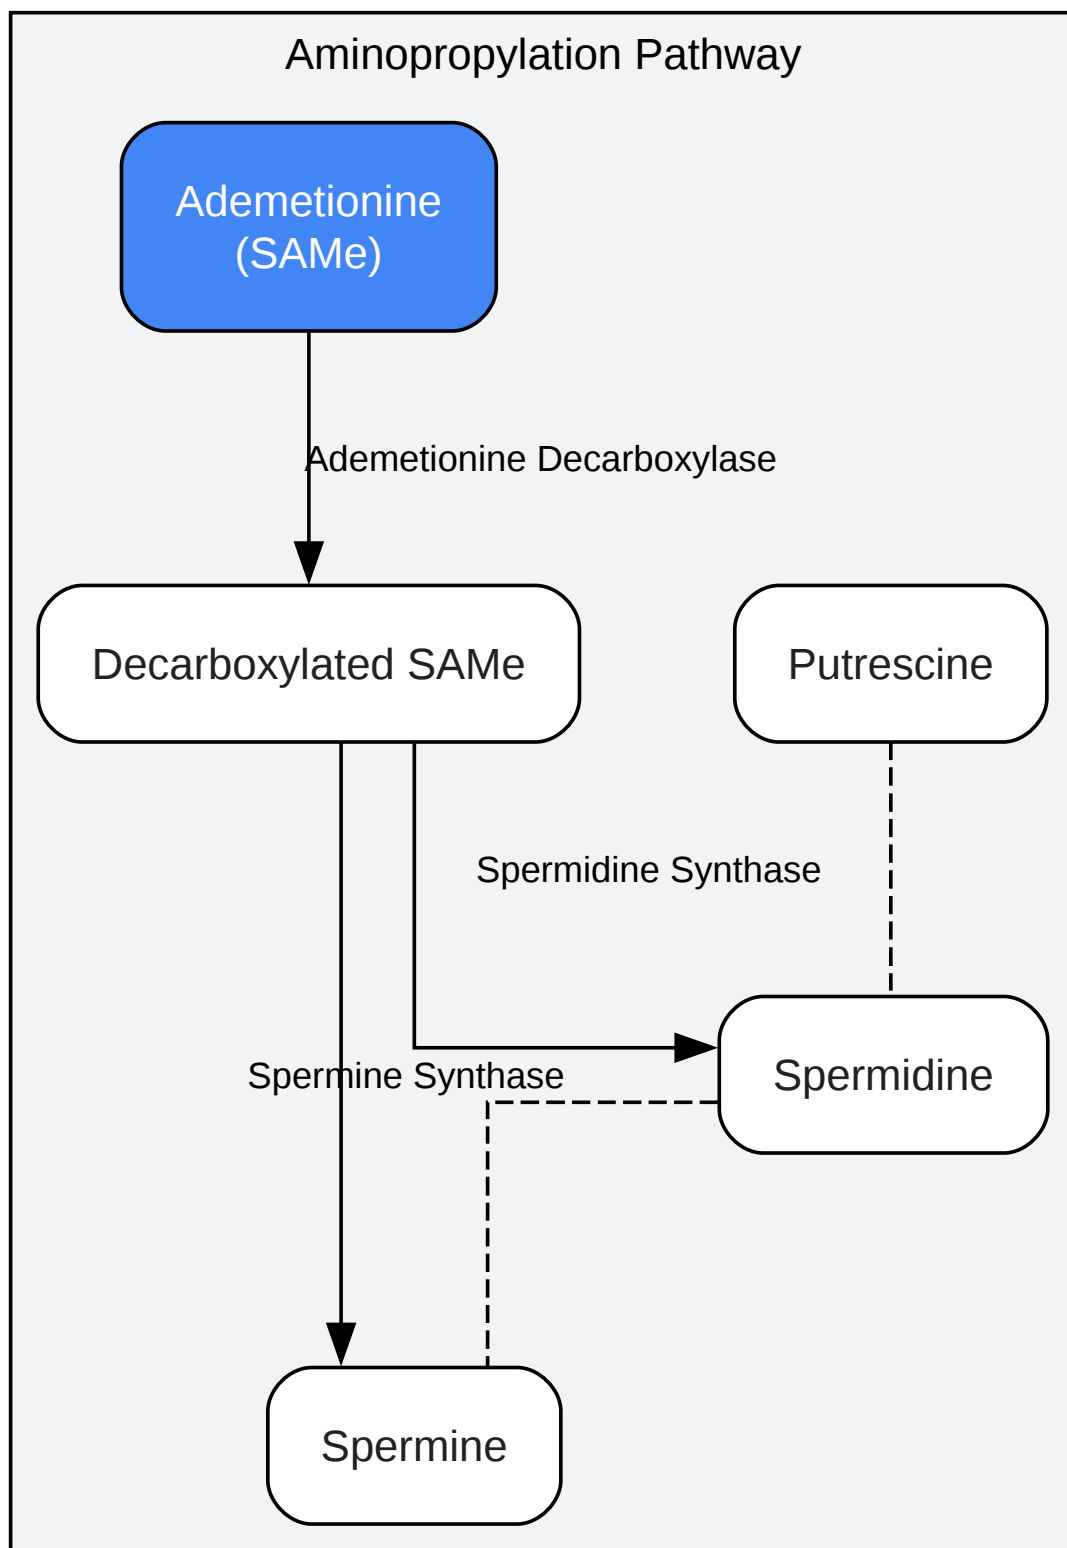 Aminopropylation Pathway
Ademetionine
(SAMe)
Ademetionine Decarboxylase
Decarboxylated SAMe
Putrescine
Spermidine Synthase
Spermine Synthase
Spermidine
Spermine